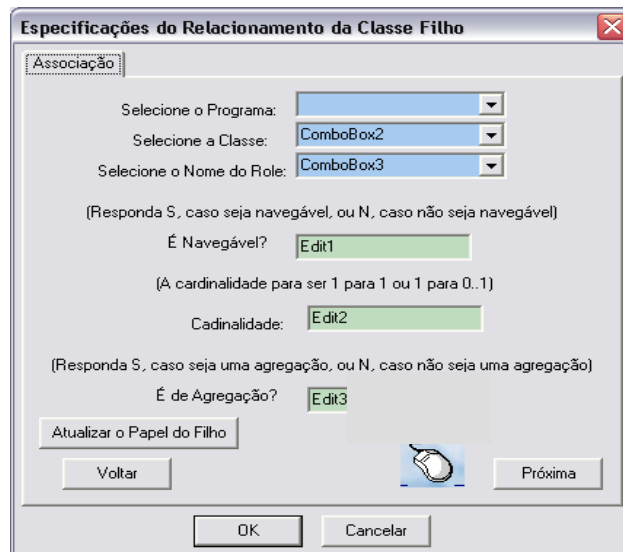 Especificações do Relacionamento da Classe Filho
Associação
Selecione o Programa:
Selecione a Classe: ComboBox2
Selecione o Nome do Role: ComboBox3
(Responda S, caso seja navegável, ou N, caso não seja navegável)
É Navegável? Edit1
(A cardinalidade para ser 1 para 1 ou 1 para 0..1)
Cadinalidade: Edit2
(Responda S, caso seja uma agregação, ou N, caso não seja uma agregação)
É de Agregação? Edit3
Atualizar o Papel do Filho
Voltar Próxima
OK Cancelar